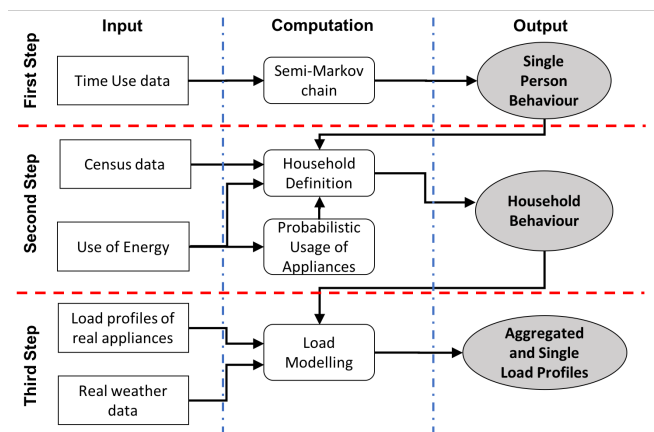 Input
Computation
Output
First Step
Time Use data
Semi-Markov
chain
Single
Person
Behaviour
Second Step
Census data
Household
Definition
Household
Behaviour
Use of Energy
Probabilistic
Usage of
Appliances
Third Step
Load profiles of
real appliances
Load
Modelling
Aggregated
and Single
Load Profiles
Real weather
data